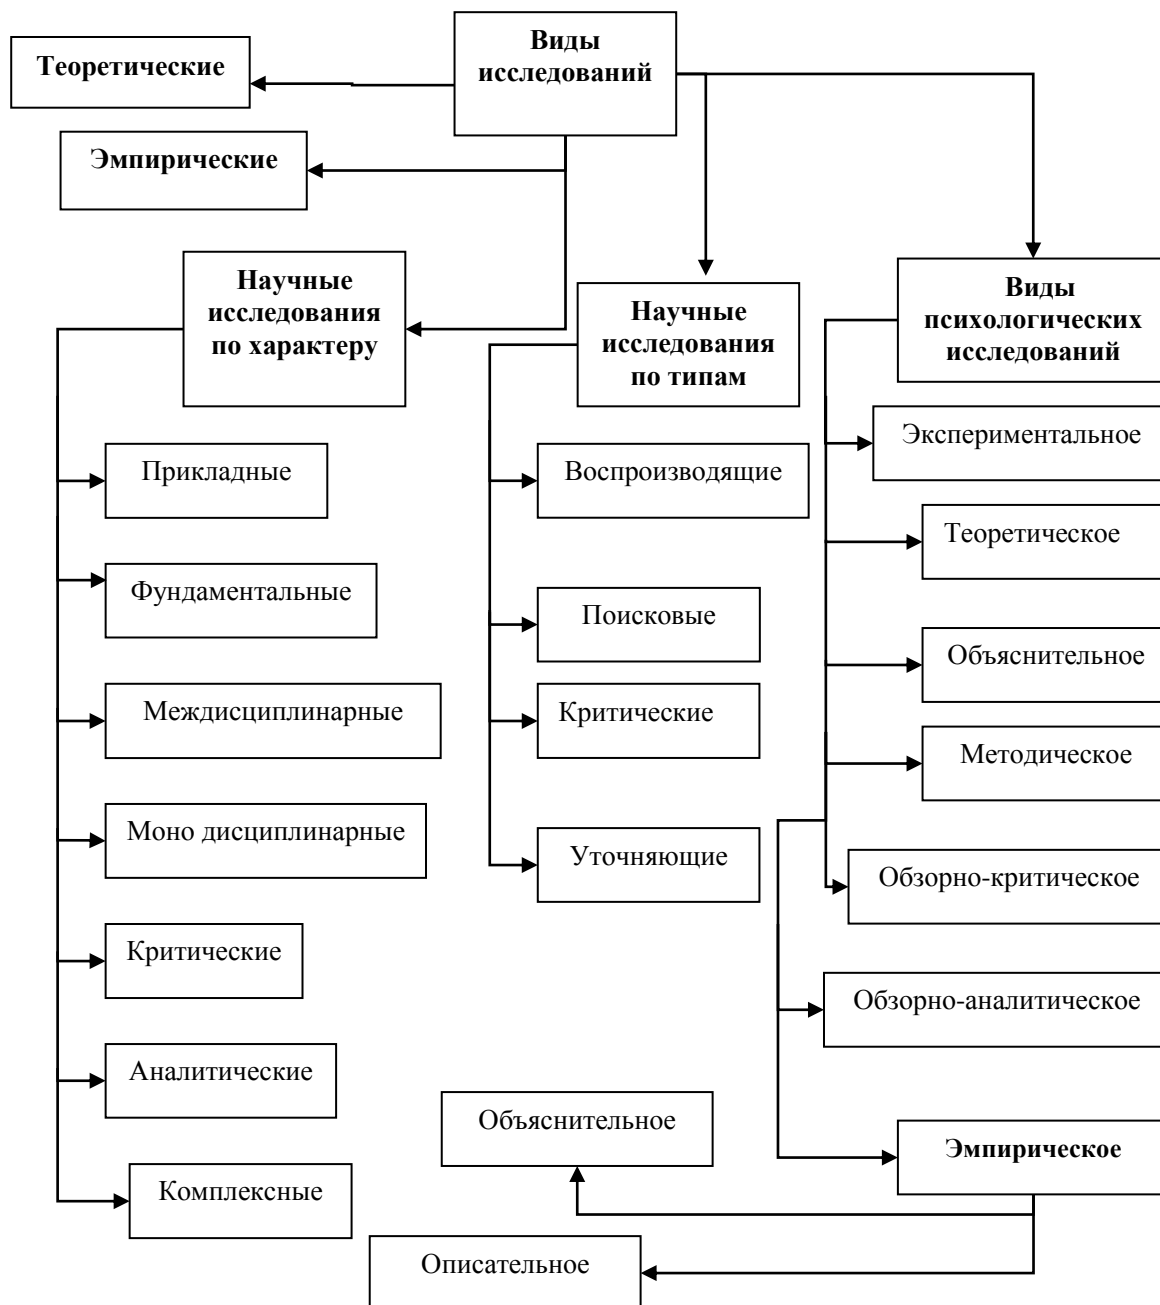 Виды
исследований
Теоретические
Эмпирические
Научные
исследования
по характеру
Научные
исследования
по типам
Виды
психологических
исследований
Прикладные
Фундаментальные
Междисциплинарные
Моно дисциплинарные
Критические
Аналитические
Комплексные
Воспроизводящие
Поисковые
Критические
Уточняющие
Экспериментальное
Теоретическое
Объяснительное
Методическое
Обзорно-критическое
Обзорно-аналитическое
Эмпирическое
Объяснительное
Описательное